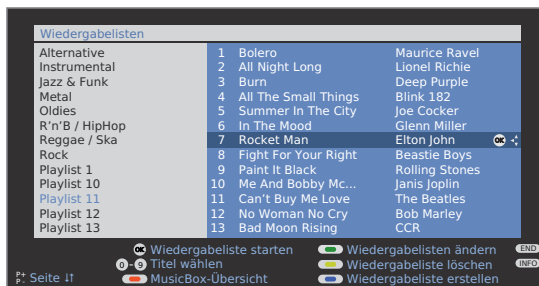 Wiedergabelisten
Alternative 1 Bolero Maurice Ravel
Instrumental 2 All Night Long Lionel Richie
Jazz & Funk 3 Burn Deep Purple
Metal 4 All The Small Things Blink 182
Oldies 5 Summer In The City Joe Cocker
R'n'B / HipHop 6 In The Mood Glenn Miller
Reggae / Ska 7 Rocket Man Elton John OK
Rock 8 Fight For Your Right Beastie Boys
Playlist 1 9 Paint It Black Rolling Stones
Playlist 10 10 Me And Bobby Mc... Janis Joplin
Playlist 11 11 Can't Buy Me Love The Beatles
Playlist 12 12 No Woman No Cry Bob Marley
Playlist 13 13 Bad Moon Rising CCR
OK Wiedergabeliste starten Wiedergabelisten ändern END
0-9 Titel wählen Wiedergabeliste löschen INFO
P+ P- Seite ↓↑ MusicBox-Übersicht Wiedergabeliste erstellen